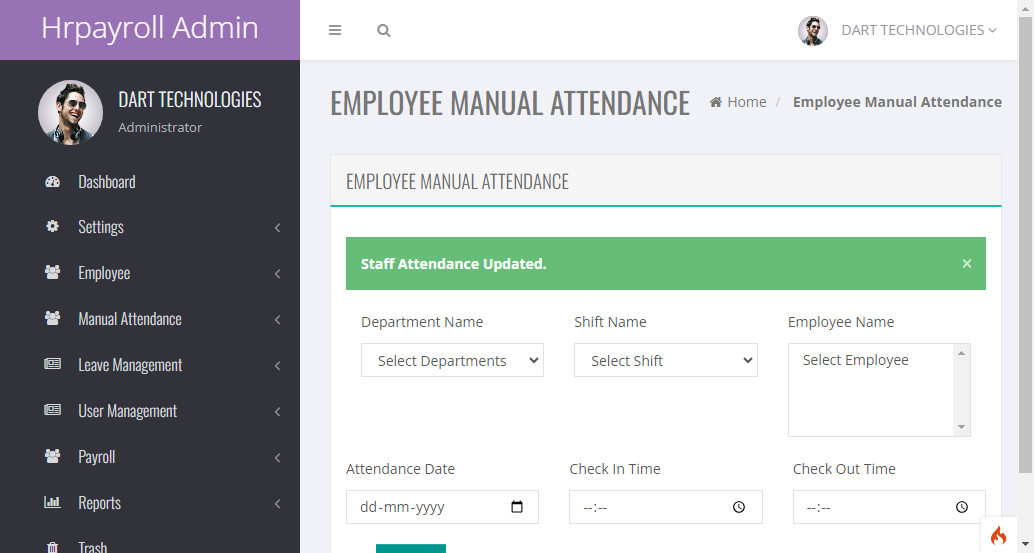 Hrpayroll Admin
DART TECHNOLOGIES
DART TECHNOLOGIES
Administrator
Dashboard
Settings
Employee
Manual Attendance
Leave Management
User Management
Payroll
Reports
Trash
EMPLOYEE MANUAL ATTENDANCE
Home / Employee Manual Attendance
EMPLOYEE MANUAL ATTENDANCE
Staff Attendance Updated. ×
Department Name Shift Name Employee Name
Select Departments Select Shift Select Employee
Attendance Date Check In Time Check Out Time
dd-mm-yyyy --:-- --:--